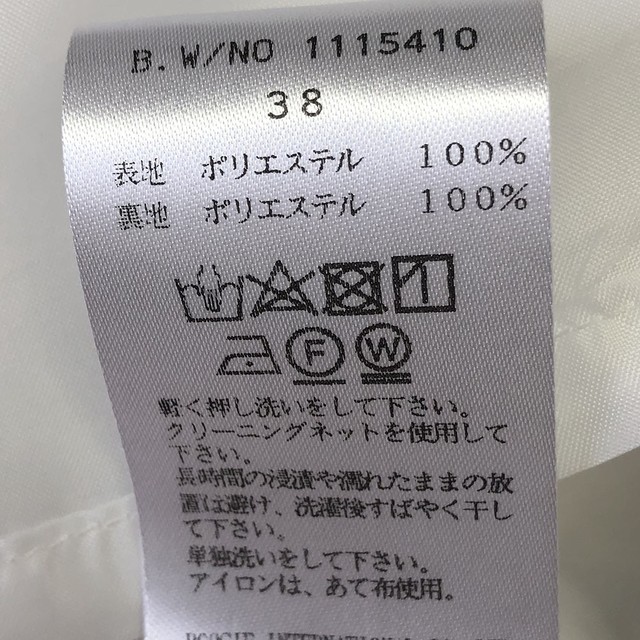 B.W/NO 1115410
38
表地 ポリエステル 100%
裏地 ポリエステル 100%
F W
軽く押し洗いをして下さい。
クリーニングネットを使用して
下さい。
長時間の浸漬や濡れたままの放
置は避け、洗濯後すばやく干し
て下さい。
単独洗いをして下さい。
アイロンは、あて布使用。